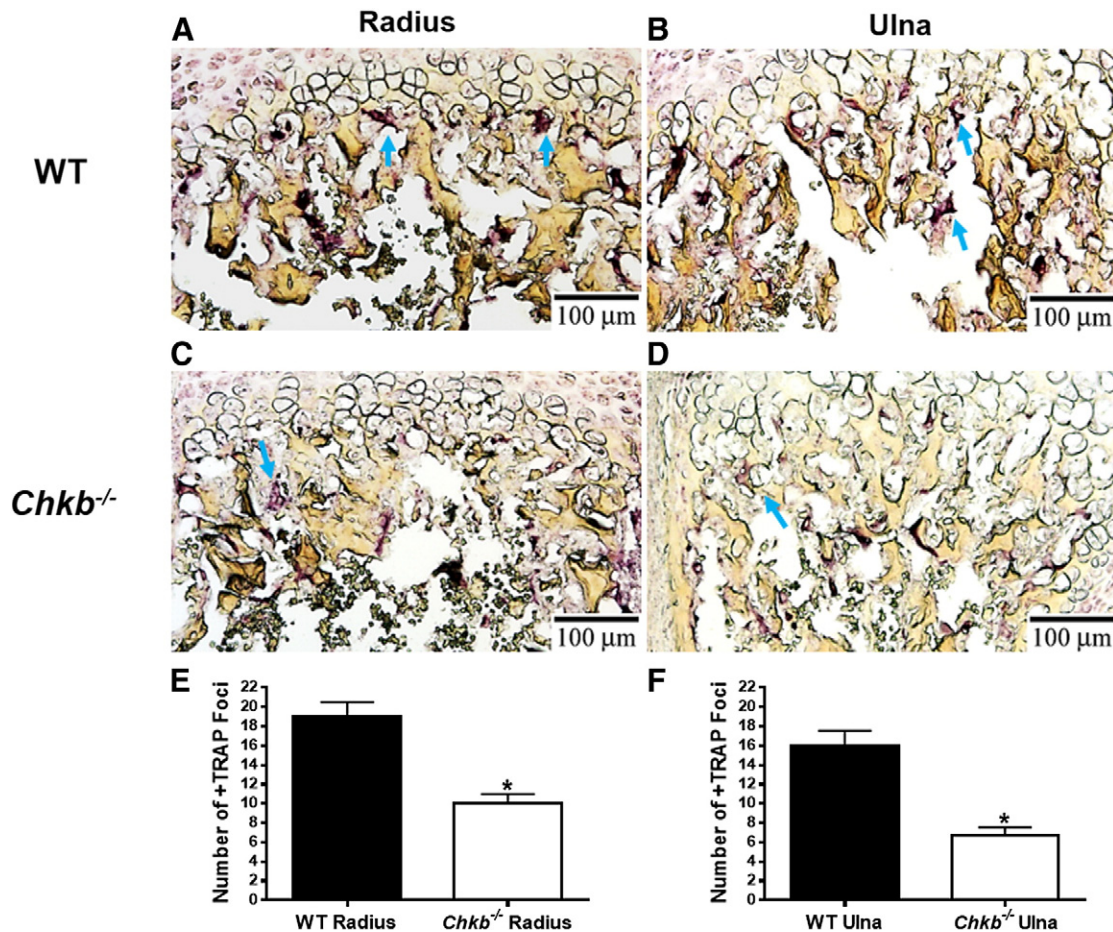 Radius
Ulna
A
B
WT
100 µm
100 µm
C
D
Chkb-/-
100 µm
100 µm
E
F
Number of +TRAP Foci
22
20
18
16
14
12
10
8
6
4
2
0
*
WT Radius
Chkb-/- Radius
Number of +TRAP Foci
22
20
18
16
14
12
10
8
6
4
2
0
*
WT Ulna
Chkb-/- Ulna